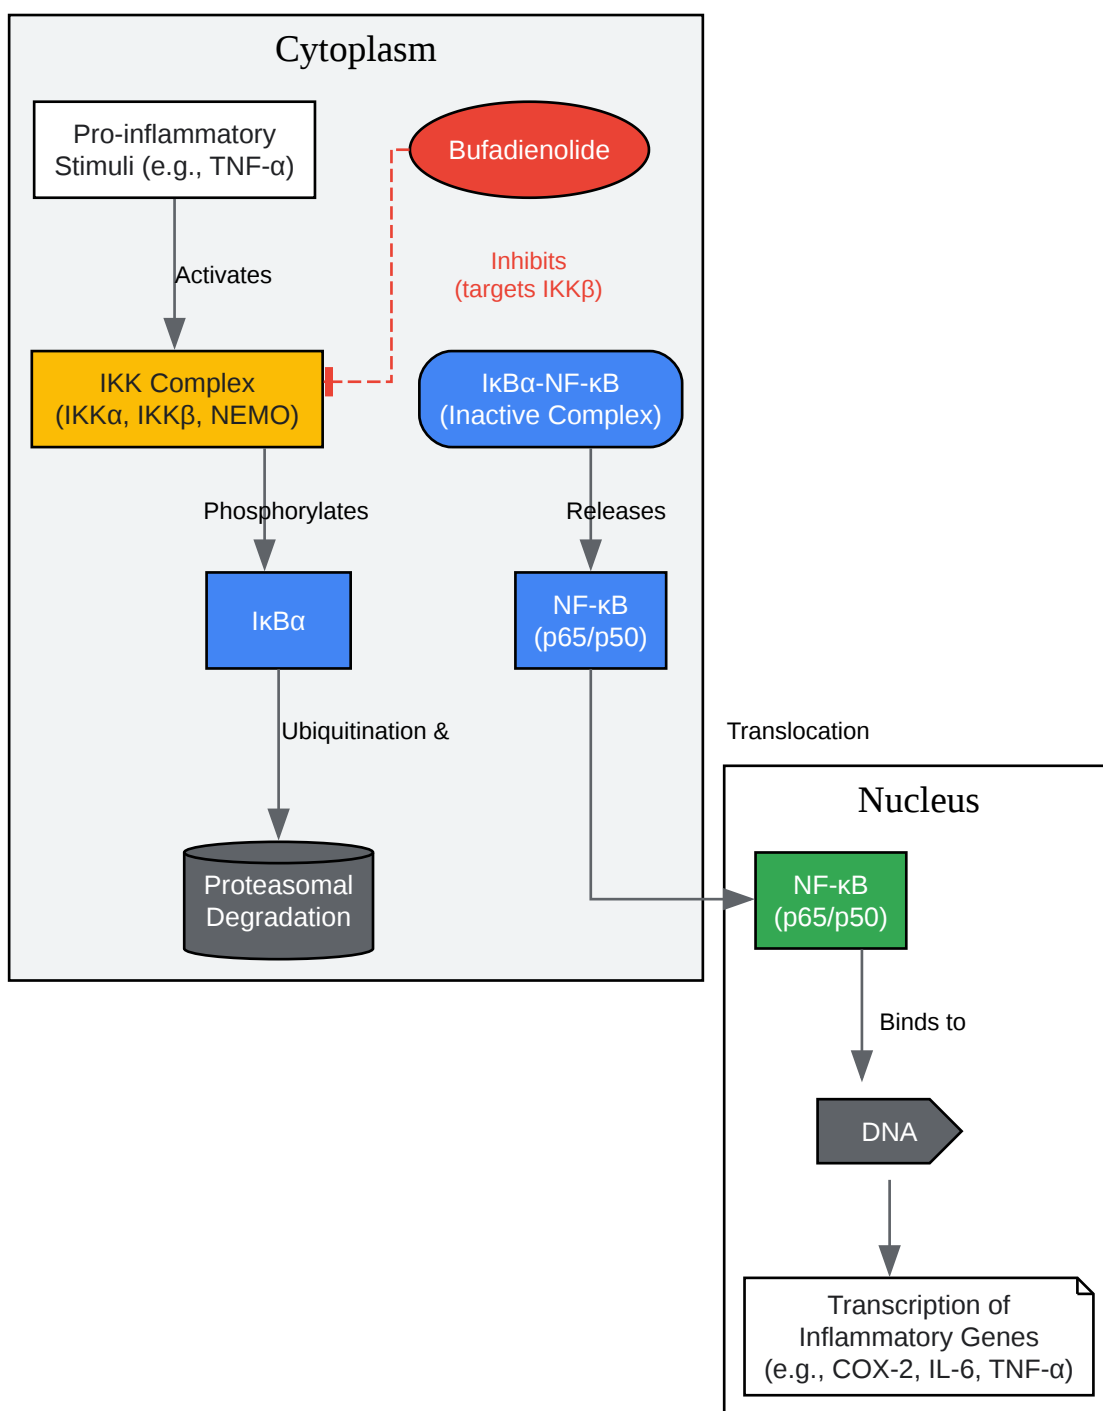 Cytoplasm
Pro-inflammatory
Stimuli (e.g., TNF-α)
Bufadienolide
Activates
Inhibits
(targets IKKβ)
IKK Complex
(IKKα, IKKβ, NEMO)
IκBα-NF-κB
(Inactive Complex)
Phosphorylates
Releases
IκBα
NF-κB
(p65/p50)
Ubiquitination &
Translocation
Proteasomal
Degradation
Nucleus
NF-κB
(p65/p50)
Binds to
DNA
Transcription of
Inflammatory Genes
(e.g., COX-2, IL-6, TNF-α)